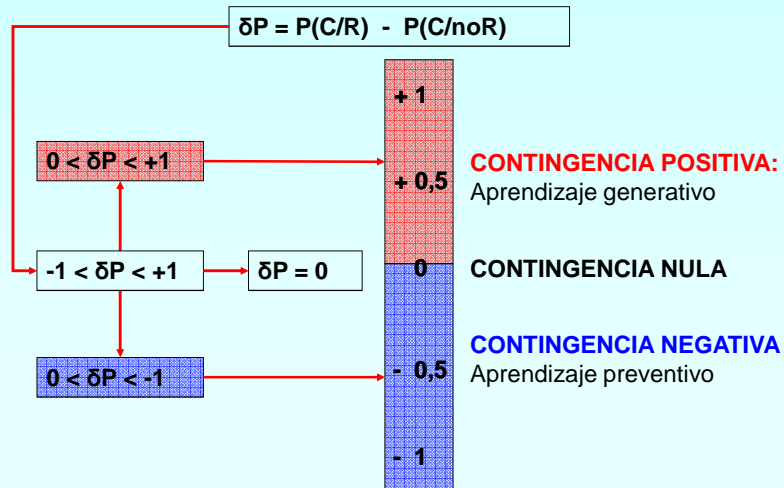 δP = P(C/R) - P(C/noR)
+ 1
0 < δP < +1
CONTINGENCIA POSITIVA:
+ 0,5
Aprendizaje generativo
-1 < δP < +1
δP = 0
0
CONTINGENCIA NULA
CONTINGENCIA NEGATIVA
0 < δP < -1
- 0,5
Aprendizaje preventivo
- 1